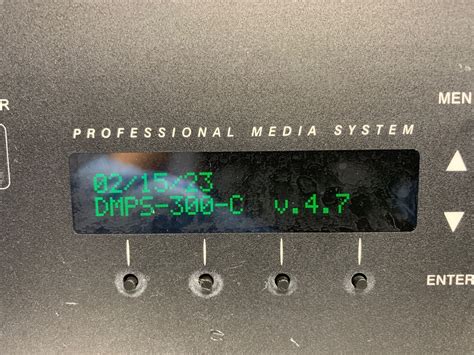 MEN
R
PROFESSIONAL MEDIA SYSTEM
02/15/23
DMPS-300-C v.4.7
ENTER